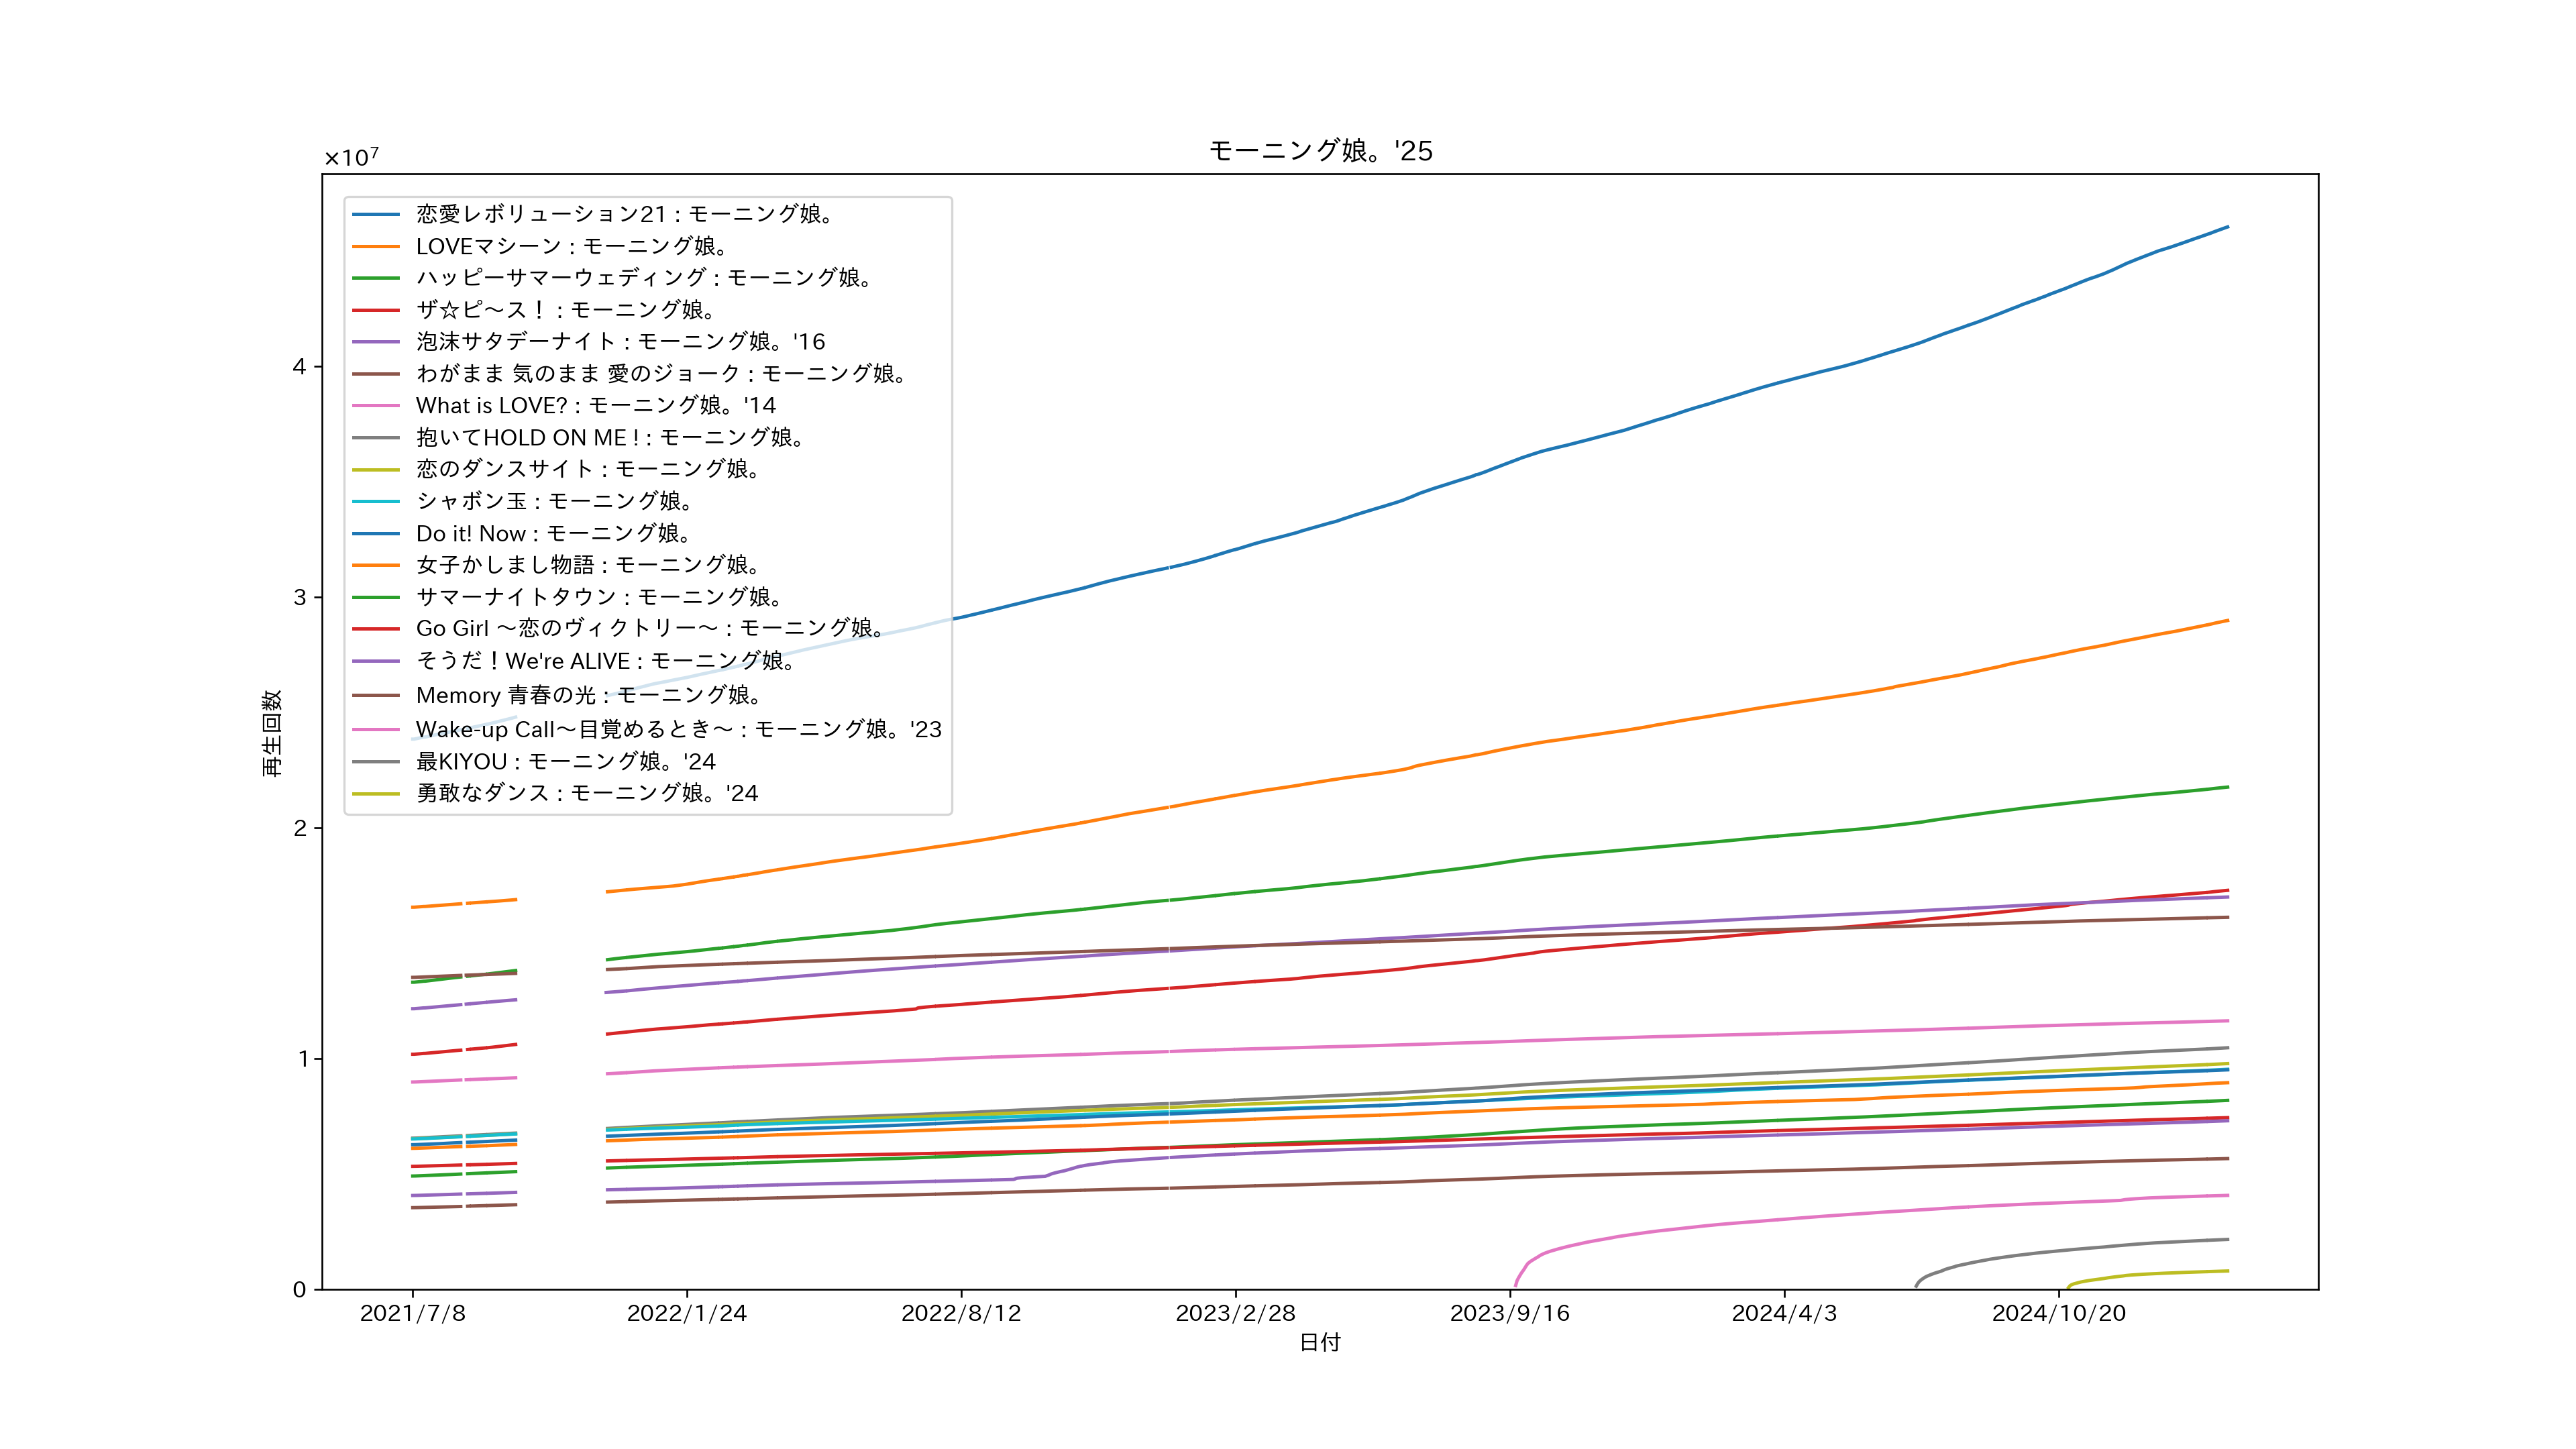 モーニング娘。'25
×10⁷
恋愛レボリューション21 : モーニング娘。
LOVEマシーン : モーニング娘。
ハッピーサマーウェディング : モーニング娘。
ザ☆ピ〜ス！ : モーニング娘。
泡沫サタデーナイト : モーニング娘。'16
わがまま 気のまま 愛のジョーク : モーニング娘。
What is LOVE? : モーニング娘。'14
抱いてHOLD ON ME ! : モーニング娘。
恋のダンスサイト : モーニング娘。
シャボン玉 : モーニング娘。
Do it! Now : モーニング娘。
女子かしまし物語 : モーニング娘。
サマーナイトタウン : モーニング娘。
Go Girl 〜恋のヴィクトリー〜 : モーニング娘。
そうだ！We're ALIVE : モーニング娘。
Memory 青春の光 : モーニング娘。
Wake-up Call〜目覚めるとき〜 : モーニング娘。'23
最KIYOU : モーニング娘。'24
勇敢なダンス : モーニング娘。'24
4
3
2
1
0
再生回数
2021/7/8 2022/1/24 2022/8/12 2023/2/28 2023/9/16 2024/4/3 2024/10/20
日付